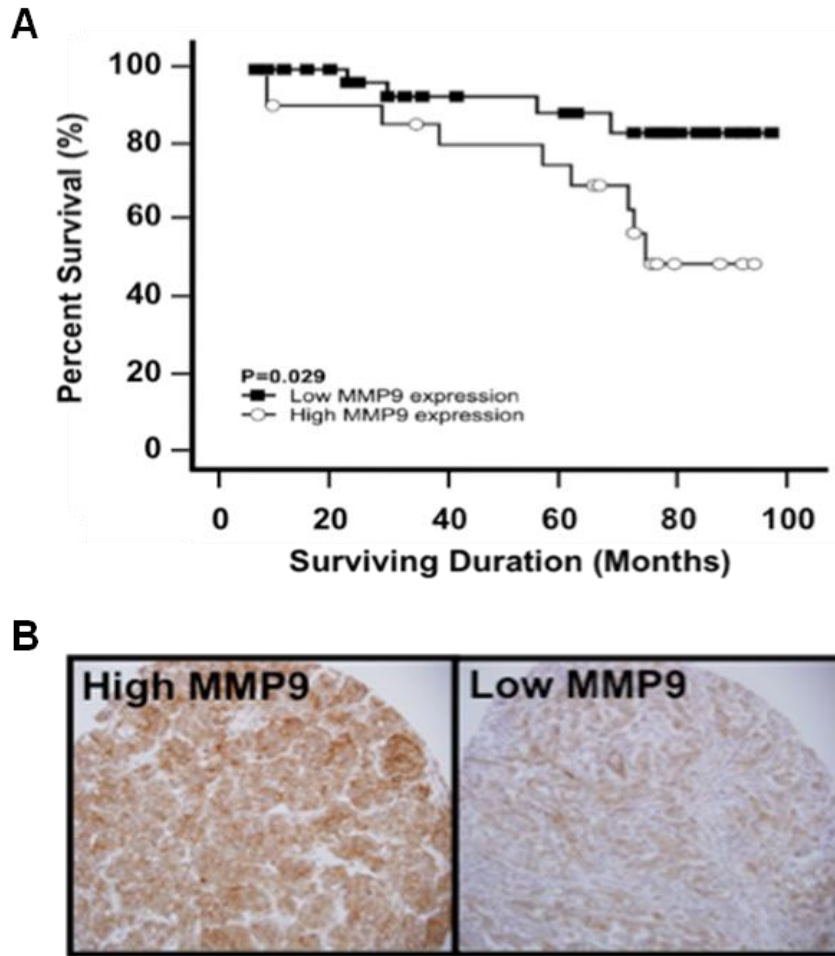 A
Percent Survival (%)
100
80
60
40
20
0
P=0.029
Low MMP9 expression
High MMP9 expression
0 20 40 60 80 100
Surviving Duration (Months)
B
High MMP9
Low MMP9